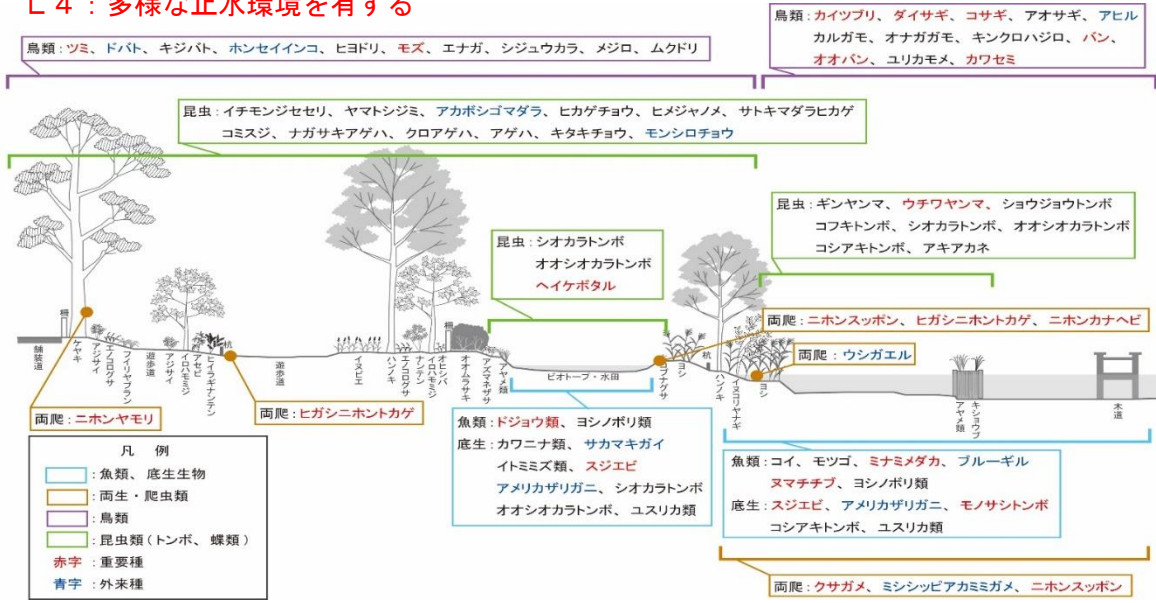 L4：多様な止水環境を有する
鳥類：ツミ、ドバト、キジバト、ホンセイインコ、ヒヨドリ、モズ、エナガ、シジュウカラ、メジロ、ムクドリ
鳥類：カイツブリ、ダイサギ、コサギ、アオサギ、アヒル
カルガモ、オナガガモ、キンクロハジロ、バン、
オオバン、ユリカモメ、カワセミ
昆虫：イチモンジセセリ、ヤマトシジミ、アカボシゴマダラ、ヒカゲチョウ、ヒメジャノメ、サトキマダラヒカゲ
コミスジ、ナガサキアゲハ、クロアゲハ、アゲハ、キタキチョウ、モンシロチョウ
昆虫：ギンヤンマ、ウチワヤンマ、ショウジョウトンボ
コフキトンボ、シオカラトンボ、オオシオカラトンボ
コシアキトンボ、アキアカネ
昆虫：シオカラトンボ
オオシオカラトンボ
ヘイケボタル
両爬：ニホンスッポン、ヒガシニホントカゲ、ニホンカナヘビ
両爬：ウシガエル
柵
舗装道
ケヤキ
アジサイ
エノコログサ
フイリヤブラン
遊歩道
アジサイ
イロハモミジ
アセビ
ヒイラギナンテン
杭
遊歩道
イヌビエ
ハンノキ
エノコログサ
ナンテン
イロハモミジ
オヒシバ
柵
オオムラサキ
アズマネザサ
アヤメ類
ビオトープ・水田
コブナグサ
ヨシ
杭
ハンノキ
イヌコリヤナギ
ヨシ
アヤメ類
キショウブ
木道
両爬：ニホンヤモリ
両爬：ヒガシニホントカゲ
魚類：ドジョウ類、ヨシノボリ類
底生：カワニナ類、サカマキガイ
イトミミズ類、スジエビ
アメリカザリガニ、シオカラトンボ
オオシオカラトンボ、ユスリカ類
魚類：コイ、モツゴ、ミナミメダカ、ブルーギル
ヌマチチブ、ヨシノボリ類
底生：スジエビ、アメリカザリガニ、モノサシトンボ
コシアキトンボ、ユスリカ類
両爬：クサガメ、ミシシッピアカミミガメ、ニホンスッポン
凡 例
：魚類、底生生物
：両生・爬虫類
：鳥類
：昆虫類（トンボ、蝶類）
赤字：重要種
青字：外来種